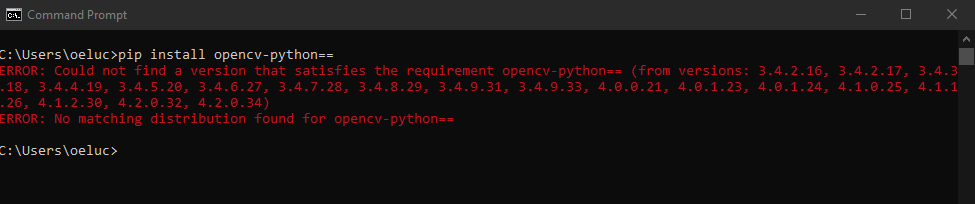 Command Prompt
C:\Users\oeluc>pip install opencv-python==
ERROR: Could not find a version that satisfies the requirement opencv-python== (from versions: 3.4.2.16, 3.4.2.17, 3.4.3
.18, 3.4.4.19, 3.4.5.20, 3.4.6.27, 3.4.7.28, 3.4.8.29, 3.4.9.31, 3.4.9.33, 4.0.0.21, 4.0.1.23, 4.0.1.24, 4.1.0.25, 4.1.1
.26, 4.1.2.30, 4.2.0.32, 4.2.0.34)
ERROR: No matching distribution found for opencv-python==
C:\Users\oeluc>